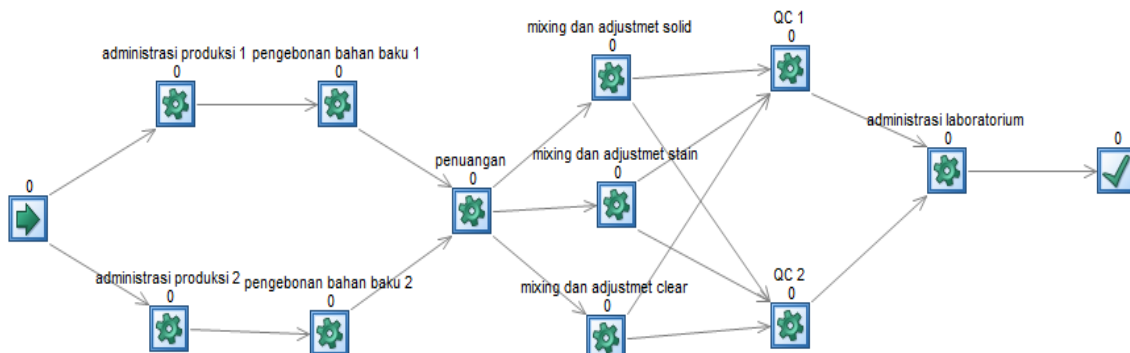 administrasi produksi 1
0
pengebonan bahan baku 1
0
mixing dan adjustmet solid
0
QC 1
0
administrasi laboratorium
0
0
0
penuangan
0
mixing dan adjustmet stain
0
administrasi produksi 2
0
pengebonan bahan baku 2
0
mixing dan adjustmet clear
0
QC 2
0